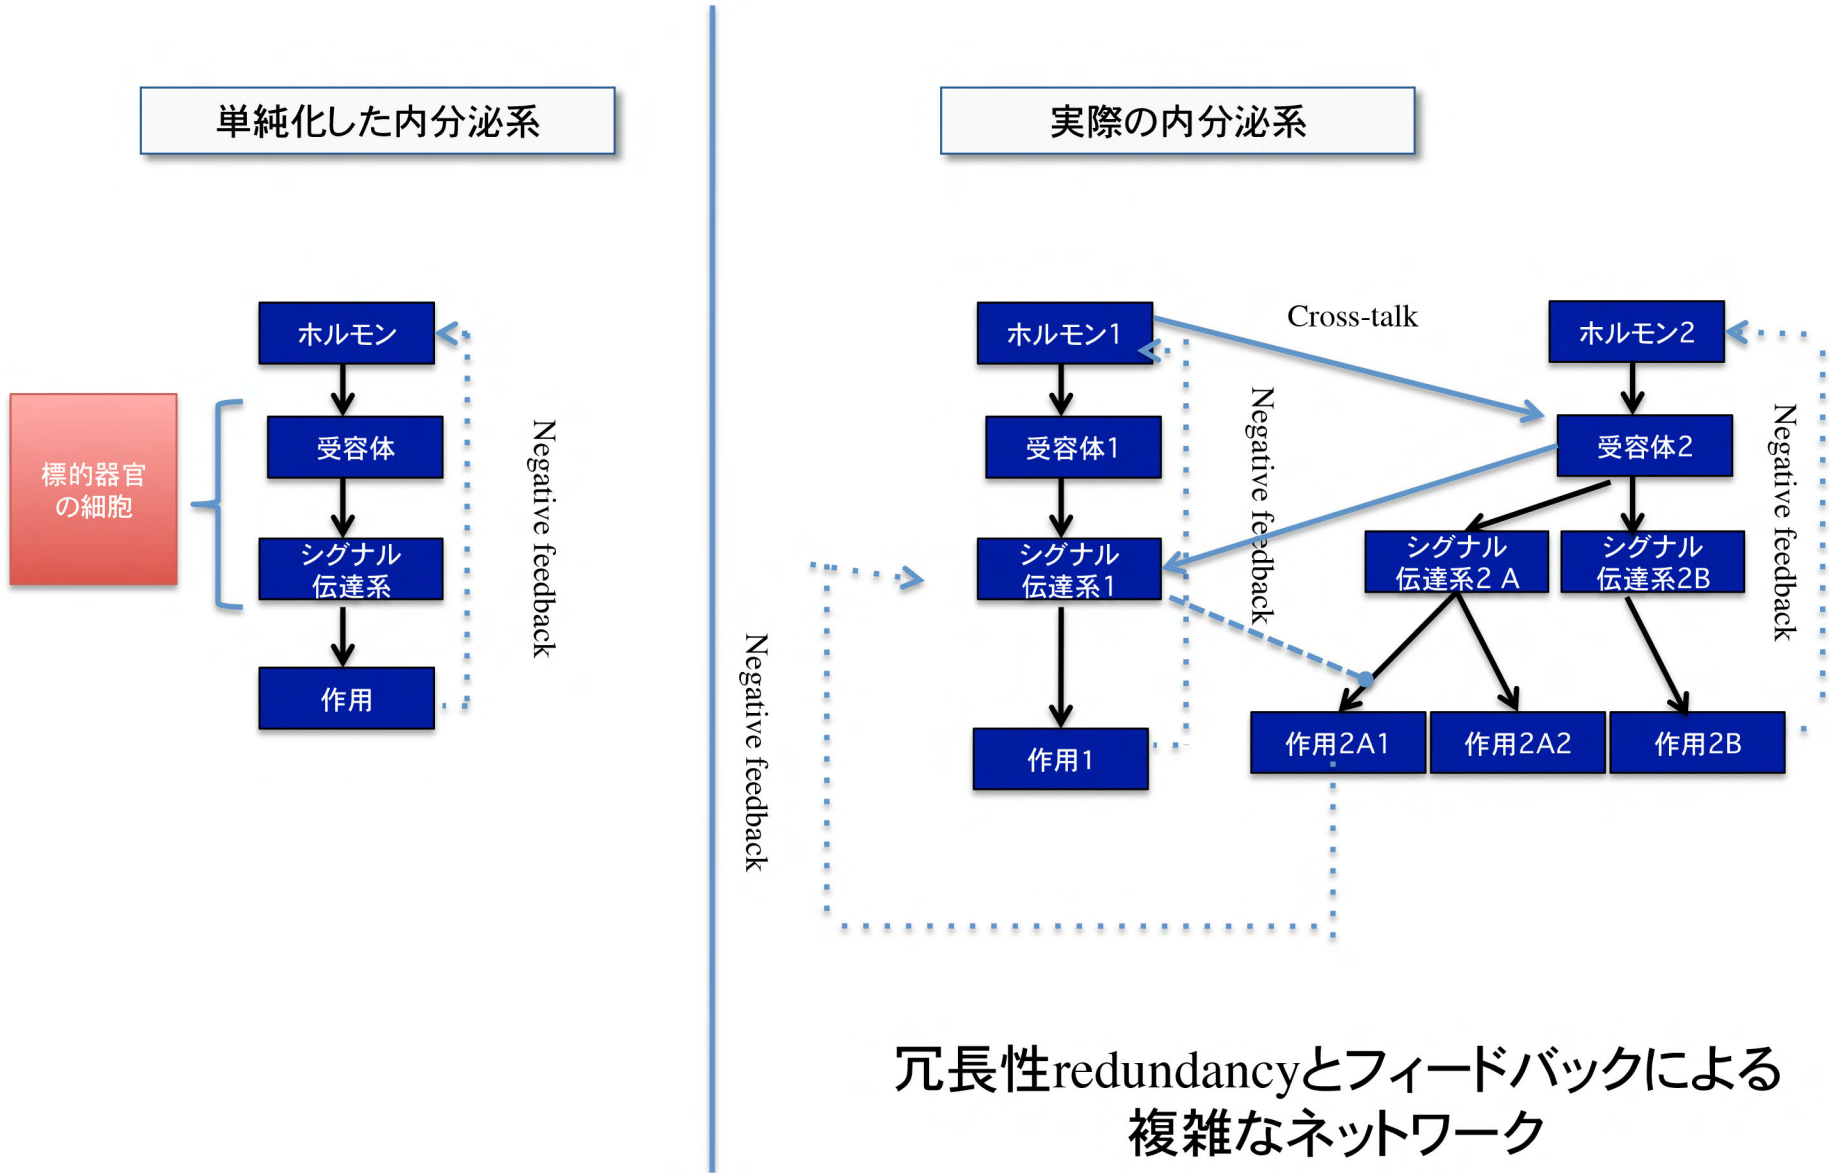 単純化した内分泌系
ホルモン
標的器官
の細胞
受容体
シグナル
伝達系
作用
Negative feedback
実際の内分泌系
ホルモン1
Cross-talk
ホルモン2
受容体1
Negative feedback
受容体2
Negative feedback
シグナル
伝達系1
シグナル
伝達系2 A
シグナル
伝達系2B
Negative feedback
作用1
作用2A1
作用2A2
作用2B
冗長性redundancyとフィードバックによる
複雑なネットワーク